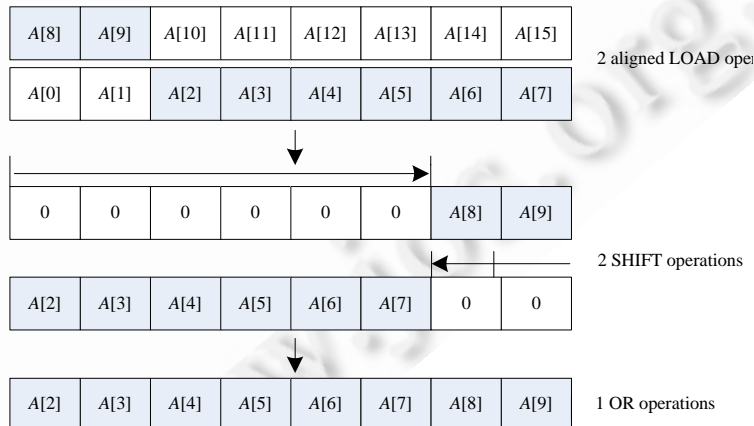 A[8] A[9] A[10] A[11] A[12] A[13] A[14] A[15]
2 aligned LOAD oper
A[0] A[1] A[2] A[3] A[4] A[5] A[6] A[7]
0 0 0 0 0 0 A[8] A[9]
2 SHIFT operations
A[2] A[3] A[4] A[5] A[6] A[7] 0 0
A[2] A[3] A[4] A[5] A[6] A[7] A[8] A[9]
1 OR operations